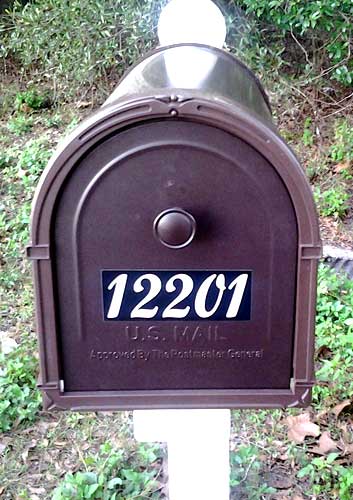 12201
U.S. MAIL
Approved By The Postmaster General